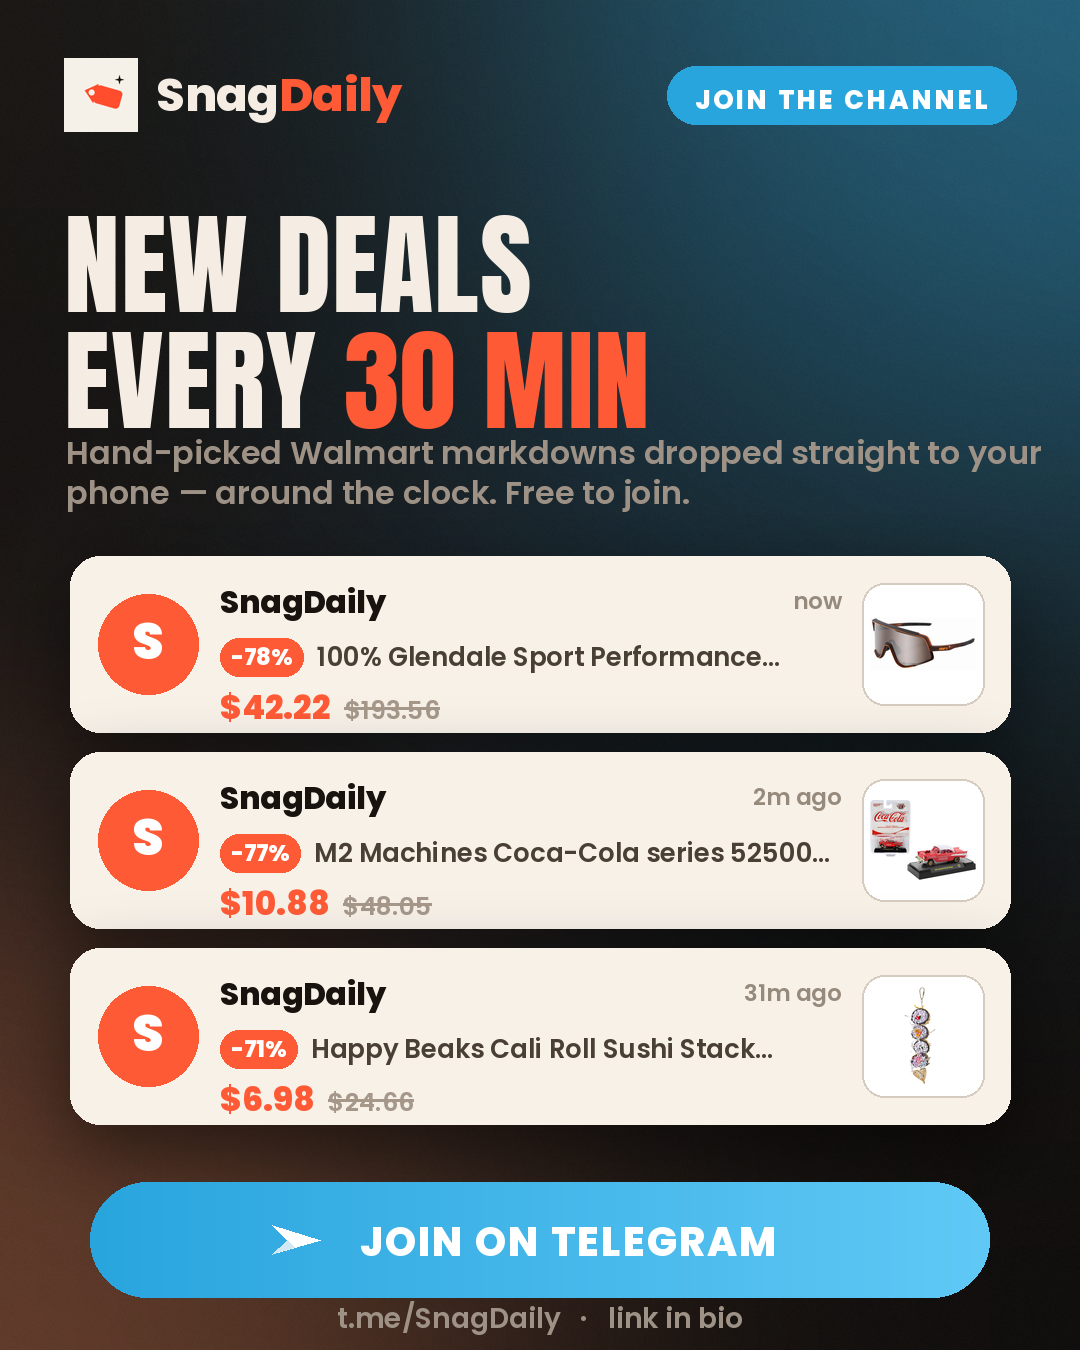 SnagDaily
JOIN THE CHANNEL
NEW DEALS
EVERY 30 MIN
Hand-picked Walmart markdowns dropped straight to your
phone — around the clock. Free to join.
S
SnagDaily
now
-78% 100% Glendale Sport Performance...
$42.22 $193.56
S
SnagDaily
2m ago
-77% M2 Machines Coca-Cola series 52500...
$10.88 $48.05
Coca-Cola
S
SnagDaily
31m ago
-71% Happy Beaks Cali Roll Sushi Stack...
$6.98 $24.66
JOIN ON TELEGRAM
t.me/SnagDaily · link in bio